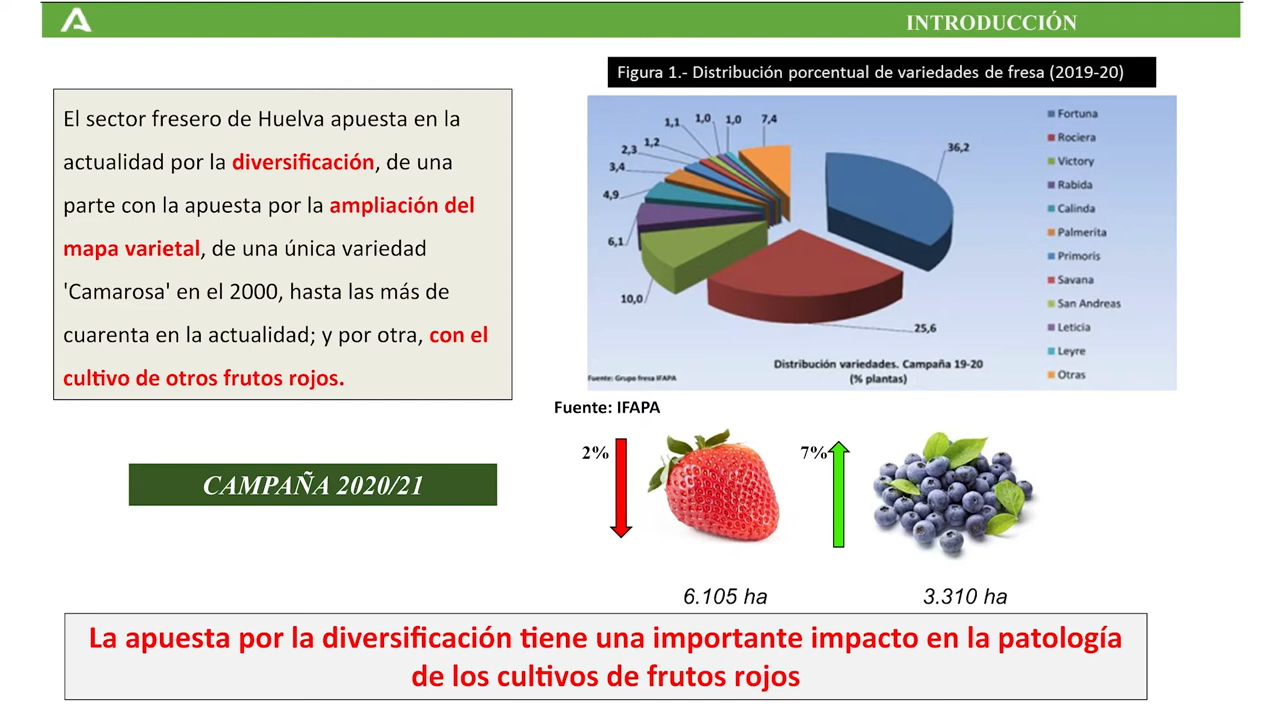 INTRODUCCIÓN
Figura 1.- Distribución porcentual de variedades de fresa (2019-20)
El sector fresero de Huelva apuesta en la
actualidad por la diversificación, de una
parte con la apuesta por la ampliación del
mapa varietal, de una única variedad
'Camarosa' en el 2000, hasta las más de
cuarenta en la actualidad; y por otra, con el
cultivo de otros frutos rojos.
36,2
25,6
10,0
6,1
4,9
3,4
2,3
1,2
1,1
1,0
1,0
7,4
Fortuna
Rociera
Victory
Rabida
Calinda
Palmerita
Primoris
Savana
San Andreas
Leticia
Leyre
Otras
Distribución variedades. Campaña 19-20
(% plantas)
Fuente: Grupo fresa IFAPA
Fuente: IFAPA
CAMPAÑA 2020/21
2%
7%
6.105 ha
3.310 ha
La apuesta por la diversificación tiene una importante impacto en la patología
de los cultivos de frutos rojos